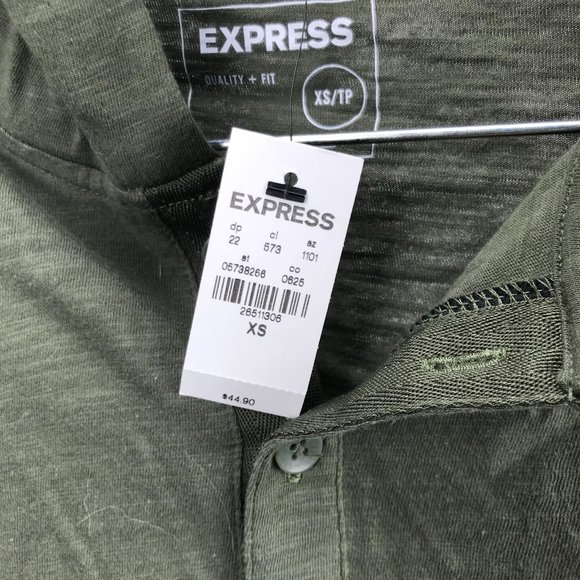 EXPRESS
QUALITY + FIT
XS/TP
EXPRESS
dp cl sz
22 573 1101
st co
05738266 0625
26511306
XS
$44.90